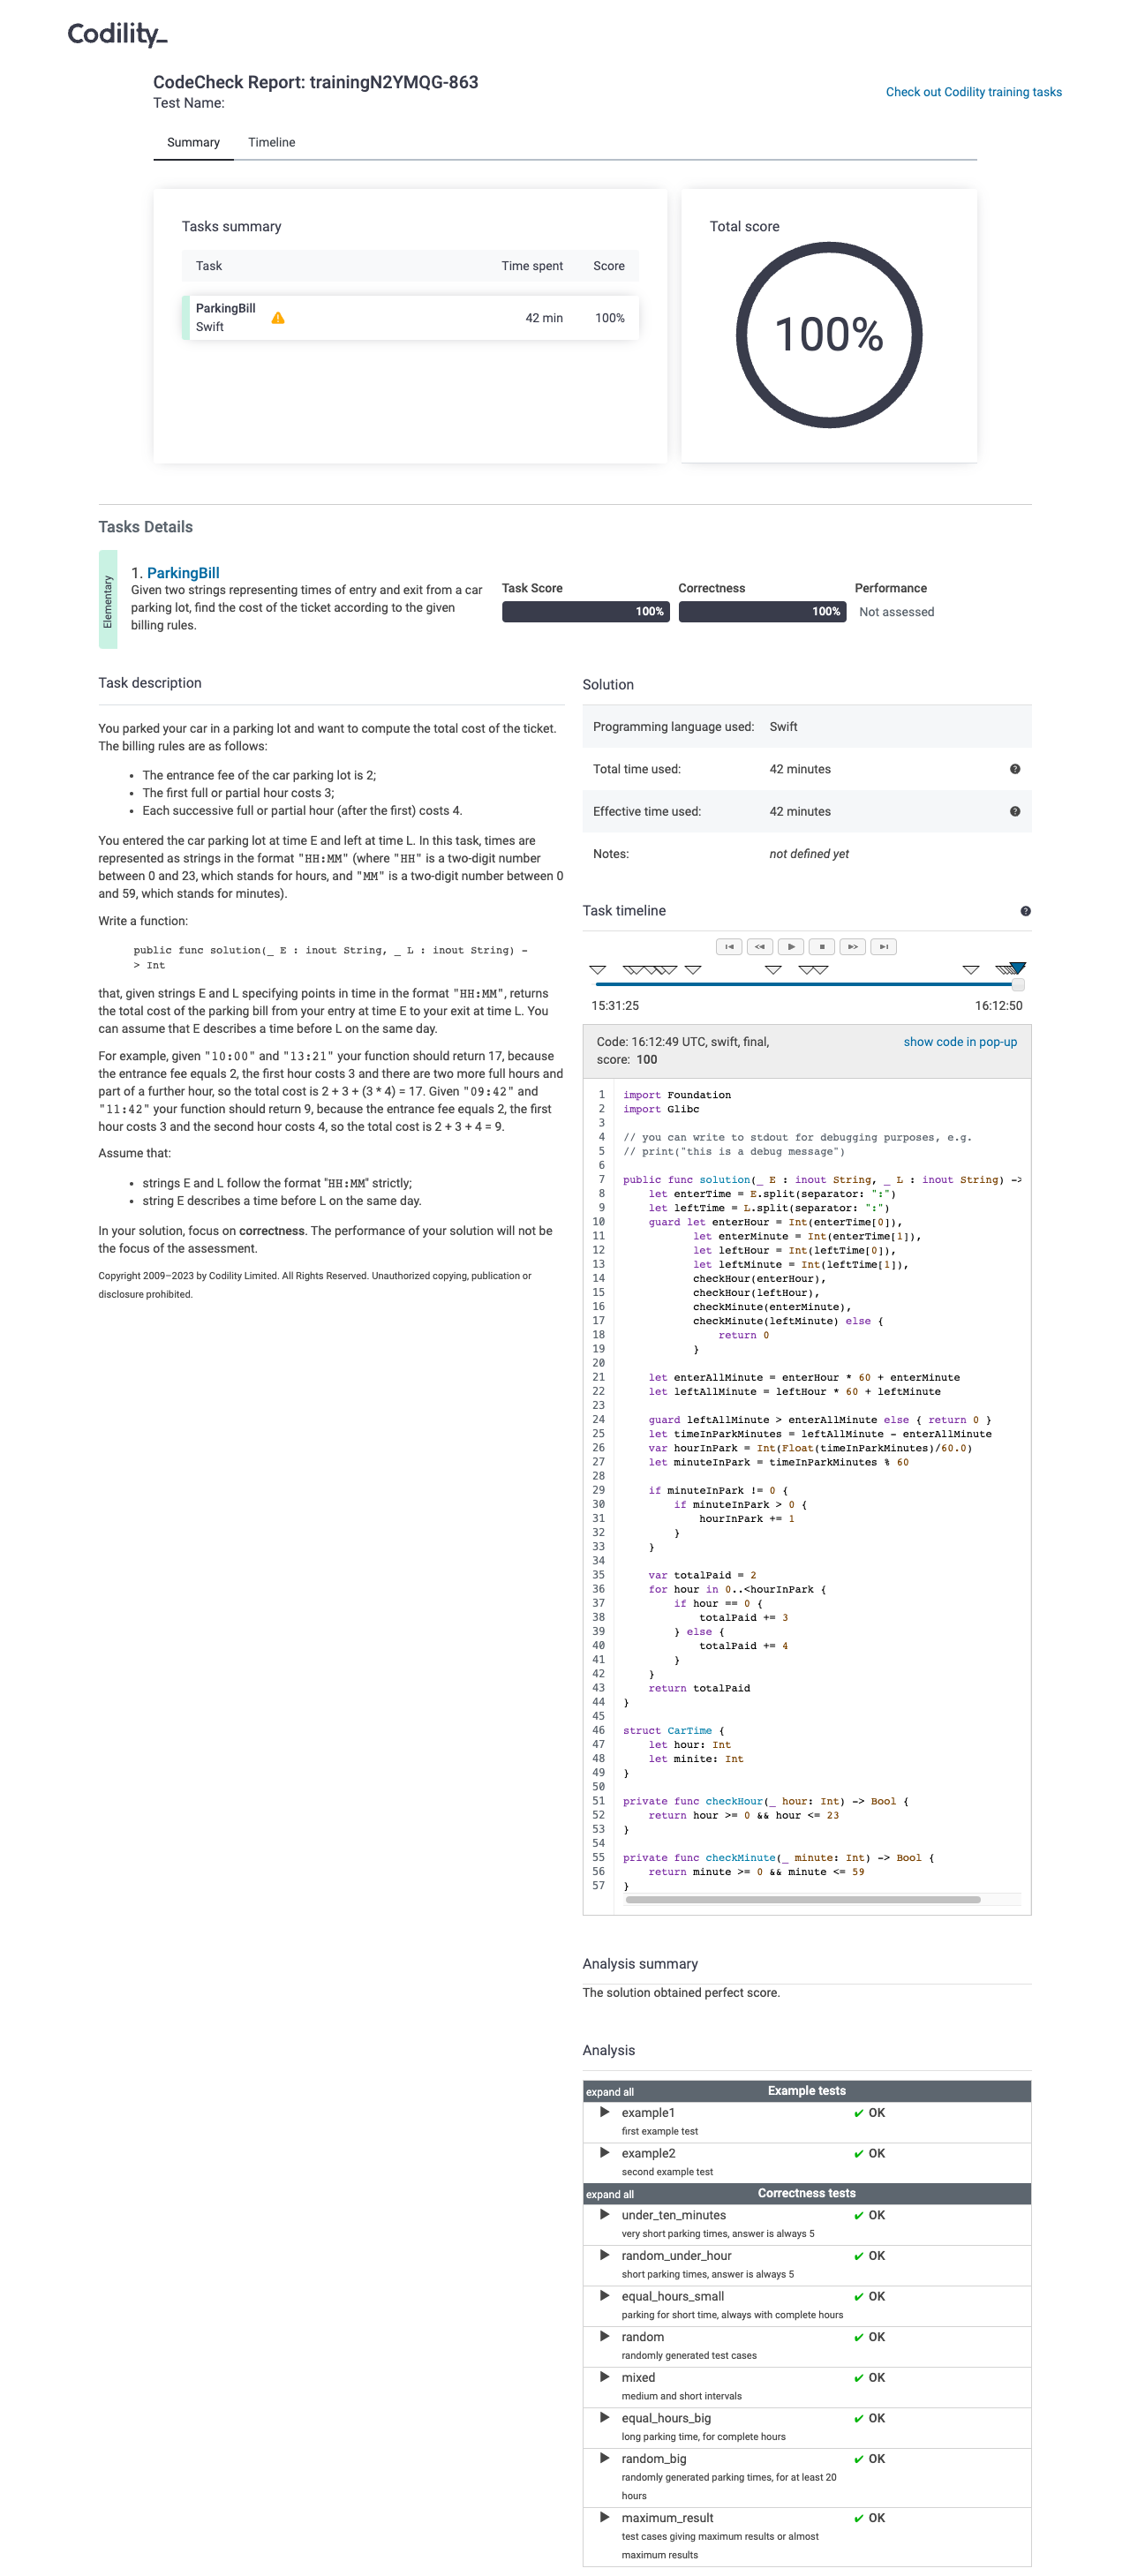 Codility_
CodeCheck Report: trainingN2YMQG-863
Test Name:
Check out Codility training tasks
Summary Timeline
Tasks summary
Task Time spent Score
ParkingBill
Swift
42 min 100%
Total score
100%
Tasks Details
Elementary
1. ParkingBill
Given two strings representing times of entry and exit from a car
parking lot, find the cost of the ticket according to the given
billing rules.
Task Score
100%
Correctness
100%
Performance
Not assessed
Task description
You parked your car in a parking lot and want to compute the total cost of the ticket.
The billing rules are as follows:
• The entrance fee of the car parking lot is 2;
• The first full or partial hour costs 3;
• Each successive full or partial hour (after the first) costs 4.
You entered the car parking lot at time E and left at time L. In this task, times are
represented as strings in the format "HH:MM" (where "HH" is a two-digit number
between 0 and 23, which stands for hours, and "MM" is a two-digit number between 0
and 59, which stands for minutes).
Write a function:
public func solution(_ E : inout String, _ L : inout String) -
> Int
that, given strings E and L specifying points in time in the format "HH:MM", returns
the total cost of the parking bill from your entry at time E to your exit at time L. You
can assume that E describes a time before L on the same day.
For example, given "10:00" and "13:21" your function should return 17, because
the entrance fee equals 2, the first hour costs 3 and there are two more full hours and
part of a further hour, so the total cost is 2 + 3 + (3 * 4) = 17. Given "09:42" and
"11:42" your function should return 9, because the entrance fee equals 2, the first
hour costs 3 and the second hour costs 4, so the total cost is 2 + 3 + 4 = 9.
Assume that:
• strings E and L follow the format "HH:MM" strictly;
• string E describes a time before L on the same day.
In your solution, focus on correctness. The performance of your solution will not be
the focus of the assessment.
Copyright 2009–2023 by Codility Limited. All Rights Reserved. Unauthorized copying, publication or
disclosure prohibited.
Solution
Programming language used: Swift
Total time used: 42 minutes
Effective time used: 42 minutes
Notes: not defined yet
Task timeline
15:31:25 16:12:50
Code: 16:12:49 UTC, swift, final,
score: 100
show code in pop-up
1 import Foundation
2 import Glibc
3
4 // you can write to stdout for debugging purposes, e.g.
5 // print("this is a debug message")
6
7 public func solution(_ E : inout String, _ L : inout String) ->
8 let enterTime = E.split(separator: ":")
9 let leftTime = L.split(separator: ":")
10 guard let enterHour = Int(enterTime[0]),
11 let enterMinute = Int(enterTime[1]),
12 let leftHour = Int(leftTime[0]),
13 let leftMinute = Int(leftTime[1]),
14 checkHour(enterHour),
15 checkHour(leftHour),
16 checkMinute(enterMinute),
17 checkMinute(leftMinute) else {
18 return 0
19 }
20
21 let enterAllMinute = enterHour * 60 + enterMinute
22 let leftAllMinute = leftHour * 60 + leftMinute
23
24 guard leftAllMinute > enterAllMinute else { return 0 }
25 let timeInParkMinutes = leftAllMinute - enterAllMinute
26 var hourInPark = Int(Float(timeInParkMinutes)/60.0)
27 let minuteInPark = timeInParkMinutes % 60
28
29 if minuteInPark != 0 {
30 if minuteInPark > 0 {
31 hourInPark += 1
32 }
33 }
34
35 var totalPaid = 2
36 for hour in 0..<hourInPark {
37 if hour == 0 {
38 totalPaid += 3
39 } else {
40 totalPaid += 4
41 }
42 }
43 return totalPaid
44 }
45
46 struct CarTime {
47 let hour: Int
48 let minite: Int
49 }
50
51 private func checkHour(_ hour: Int) -> Bool {
52 return hour >= 0 && hour <= 23
53 }
54
55 private func checkMinute(_ minute: Int) -> Bool {
56 return minute >= 0 && minute <= 59
57 }
Analysis summary
The solution obtained perfect score.
Analysis
expand all Example tests
example1 ✔ OK
first example test
example2 ✔ OK
second example test
expand all Correctness tests
under_ten_minutes ✔ OK
very short parking times, answer is always 5
random_under_hour ✔ OK
short parking times, answer is always 5
equal_hours_small ✔ OK
parking for short time, always with complete hours
random ✔ OK
randomly generated test cases
mixed ✔ OK
medium and short intervals
equal_hours_big ✔ OK
long parking time, for complete hours
random_big ✔ OK
randomly generated parking times, for at least 20
hours
maximum_result ✔ OK
test cases giving maximum results or almost
maximum results